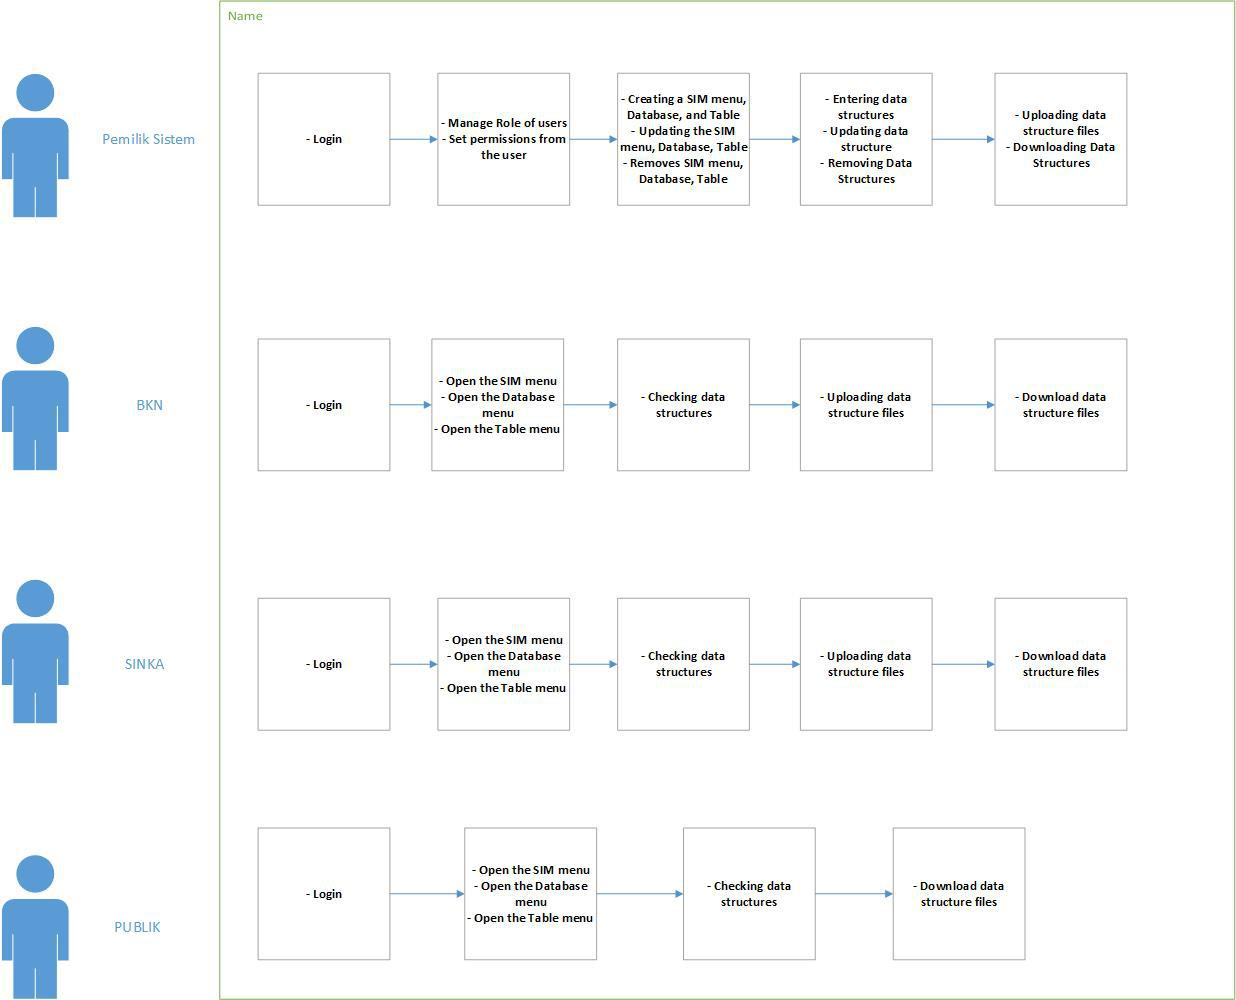 Name
Pemilik Sistem
- Login
- Manage Role of users
- Set permissions from
the user
- Creating a SIM menu,
Database, and Table
- Updating the SIM
menu, Database, Table
- Removes SIM menu,
Database, Table
- Entering data
structures
- Updating data
structure
- Removing Data
Structures
- Uploading data
structure files
- Downloading Data
Structures
BKN
- Login
- Open the SIM menu
- Open the Database
menu
- Open the Table menu
- Checking data
structures
- Uploading data
structure files
- Download data
structure files
SINKA
- Login
- Open the SIM menu
- Open the Database
menu
- Open the Table menu
- Checking data
structures
- Uploading data
structure files
- Download data
structure files
PUBLIK
- Login
- Open the SIM menu
- Open the Database
menu
- Open the Table menu
- Checking data
structures
- Download data
structure files